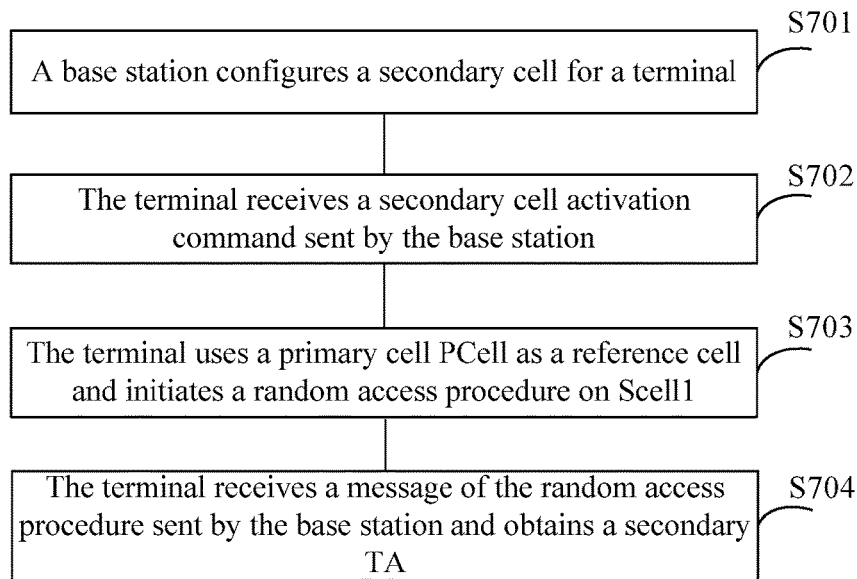 S701
A base station configures a secondary cell for a terminal
S702
The terminal receives a secondary cell activation
command sent by the base station
S703
The terminal uses a primary cell PCell as a reference cell
and initiates a random access procedure on Scell1
S704
The terminal receives a message of the random access
procedure sent by the base station and obtains a secondary
TA